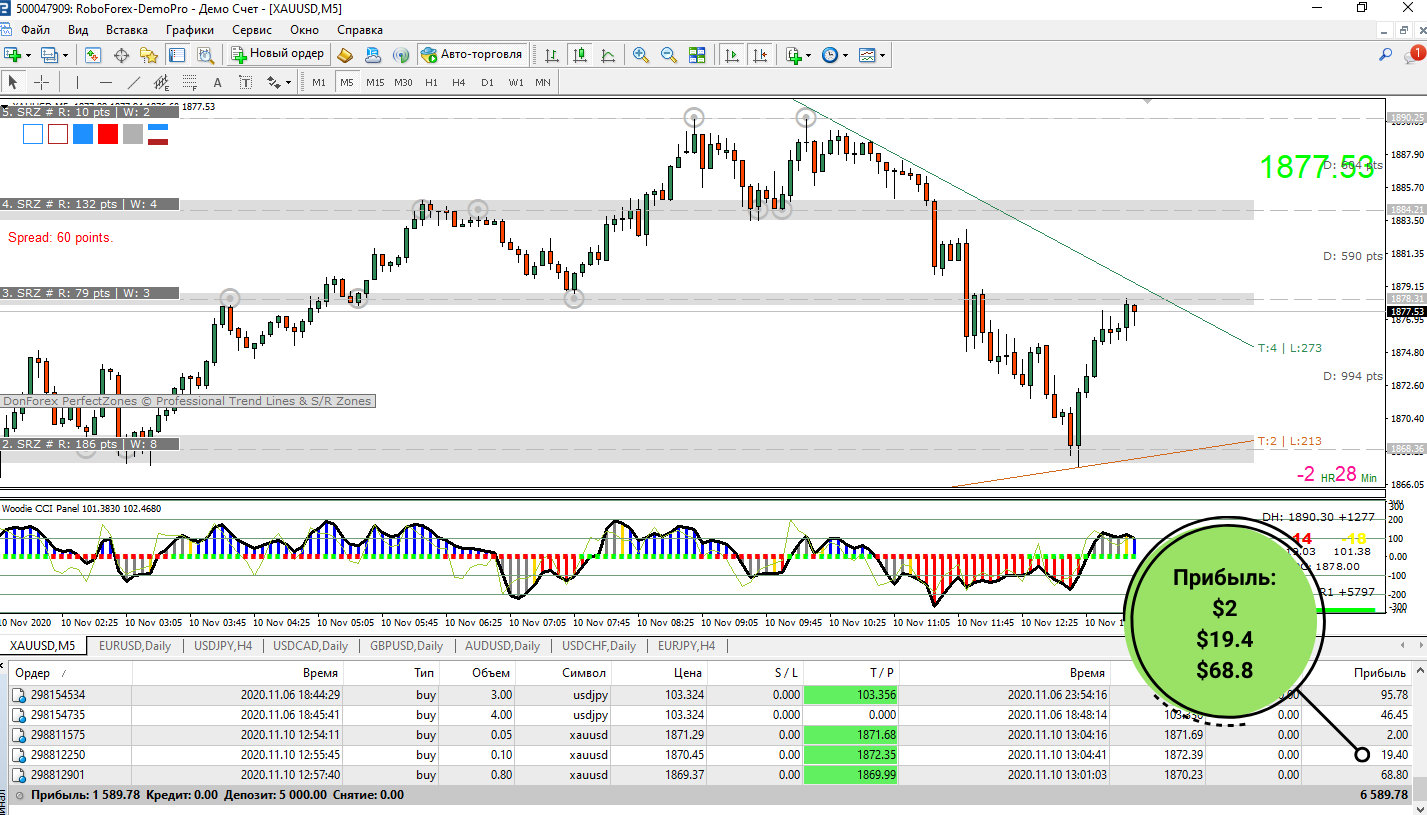 500047909: RoboForex-DemoPro - Демо Счет - [XAUUSD,M5]
Файл Вид Вставка Графики Сервис Окно Справка
Новый ордер Авто-торговля 1
A T M1 M5 M15 M30 H1 H4 D1 W1 MN
1877.53
5. SRZ # R: 10 pts | W: 2
1890.25
1877.53
1887.90
1885.70
4. SRZ # R: 132 pts | W: 4
1884.21
1883.50
Spread: 60 points.
D: 590 pts
1881.35
3. SRZ # R: 79 pts | W: 3
1879.15
1878.31
1877.53
1876.95
T:4 | L:273
1874.80
D: 994 pts
1872.60
DonForex PerfectZones © Professional Trend Lines & S/R Zones
1870.40
2. SRZ # R: 186 pts | W: 8
T:2 | L:213
1869.36
-2 HR 28 Min
1866.05
Woodie CCI Panel 101.3830 102.4680
DH: 1890.30 +1277
300
200
100
0.00
-100
-200
-300
14 -18
101.38
1878.00
R1 +5797
10 Nov 2020 10 Nov 02:25 10 Nov 03:05 10 Nov 03:45 10 Nov 04:25 10 Nov 05:05 10 Nov 05:45 10 Nov 06:25 10 Nov 07:05 10 Nov 07:45 10 Nov 08:25 10 Nov 09:05 10 Nov 09:45 10 Nov 10:25 10 Nov 11:05 10 Nov 11:45 10 Nov 12:25 10 Nov
XAUUSD,M5 EURUSD,Daily USDJPY,H4 USDCAD,Daily GBPUSD,Daily AUDUSD,Daily USDCHF,Daily EURJPY,H4
Прибыль:
$2
$19.4
$68.8
Ордер / Время Тип Объем Символ Цена S / L T / P Время Прибыль
298154534 2020.11.06 18:44:29 buy 3.00 usdjpy 103.324 0.000 103.356 2020.11.06 23:54:16 95.78
298154735 2020.11.06 18:45:41 buy 4.00 usdjpy 103.324 0.000 0.000 2020.11.06 18:48:14 0.00 46.45
298811575 2020.11.10 12:54:11 buy 0.05 xauusd 1871.29 0.00 1871.68 2020.11.10 13:04:16 1871.69 0.00 2.00
298812250 2020.11.10 12:55:45 buy 0.10 xauusd 1870.45 0.00 1872.35 2020.11.10 13:04:41 1872.39 0.00 19.40
298812901 2020.11.10 12:57:40 buy 0.80 xauusd 1869.37 0.00 1869.99 2020.11.10 13:01:03 1870.23 0.00 68.80
Прибыль: 1 589.78 Кредит: 0.00 Депозит: 5 000.00 Снятие: 0.00 6 589.78